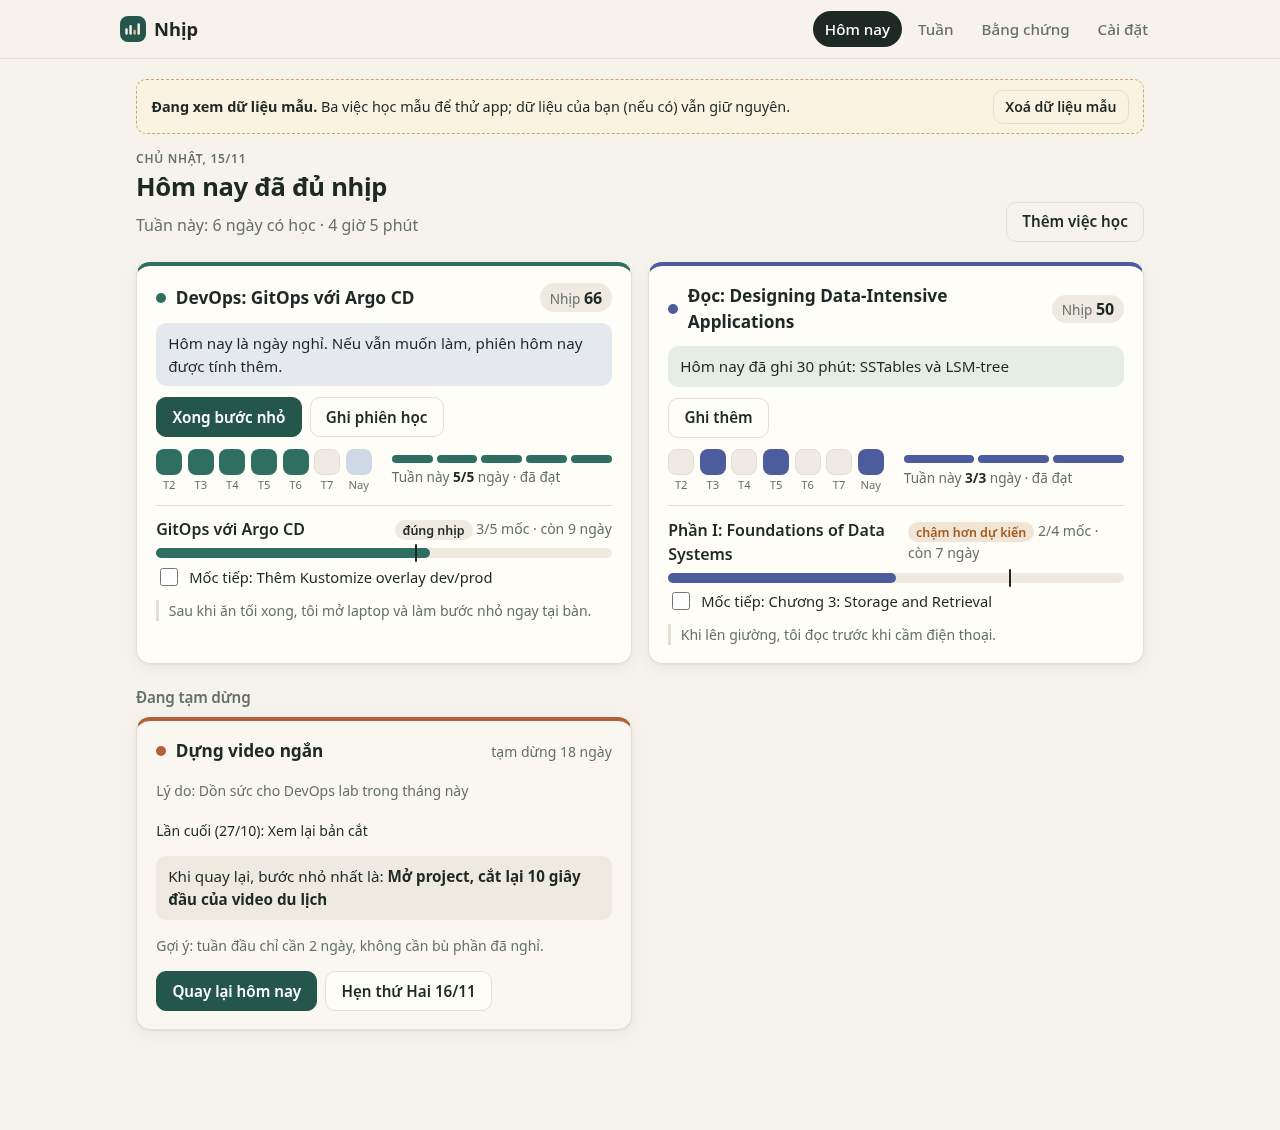 Nhịp
Hôm nay
Tuần
Bằng chứng
Cài đặt
Đang xem dữ liệu mẫu. Ba việc học mẫu để thử app; dữ liệu của bạn (nếu có) vẫn giữ nguyên.
Xoá dữ liệu mẫu
CHỦ NHẬT, 15/11
Hôm nay đã đủ nhịp
Tuần này: 6 ngày có học · 4 giờ 5 phút
Thêm việc học
DevOps: GitOps với Argo CD
Nhịp 66
Hôm nay là ngày nghỉ. Nếu vẫn muốn làm, phiên hôm nay
được tính thêm.
Xong bước nhỏ
Ghi phiên học
T2 T3 T4 T5 T6 T7 Nay
Tuần này 5/5 ngày · đã đạt
GitOps với Argo CD
đúng nhịp 3/5 mốc · còn 9 ngày
Mốc tiếp: Thêm Kustomize overlay dev/prod
Sau khi ăn tối xong, tôi mở laptop và làm bước nhỏ ngay tại bàn.
Đọc: Designing Data-Intensive
Applications
Nhịp 50
Hôm nay đã ghi 30 phút: SSTables và LSM-tree
Ghi thêm
T2 T3 T4 T5 T6 T7 Nay
Tuần này 3/3 ngày · đã đạt
Phần I: Foundations of Data
Systems
chậm hơn dự kiến 2/4 mốc ·
còn 7 ngày
Mốc tiếp: Chương 3: Storage and Retrieval
Khi lên giường, tôi đọc trước khi cầm điện thoại.
Đang tạm dừng
Dựng video ngắn
tạm dừng 18 ngày
Lý do: Dồn sức cho DevOps lab trong tháng này
Lần cuối (27/10): Xem lại bản cắt
Khi quay lại, bước nhỏ nhất là: Mở project, cắt lại 10 giây
đầu của video du lịch
Gợi ý: tuần đầu chỉ cần 2 ngày, không cần bù phần đã nghỉ.
Quay lại hôm nay
Hẹn thứ Hai 16/11